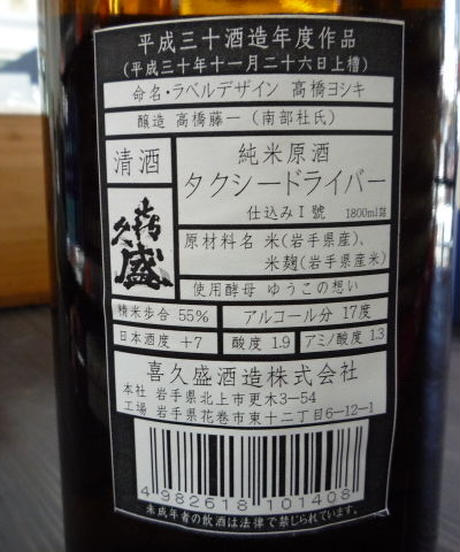 平成三十酒造年度作品
(平成三十年十一月二十六日上槽)
命名・ラベルデザイン 高橋ヨシキ
醸造 高橋藤一 (南部杜氏)
清酒
喜久盛
純米原酒
タクシードライバー
仕込みI號 1800ml詰
原材料名 米(岩手県産)、
米麹(岩手県産米)
使用酵母 ゆうこの想い
精米歩合 55% アルコール分 17度
日本酒度 +7 酸度 1.9 アミノ酸度 1.3
喜久盛酒造株式会社
本社 岩手県北上市更木3-54
工場 岩手県花巻市東十二丁目6-12-1
4 982618 101408
未成年者の飲酒は法律で禁じられています。